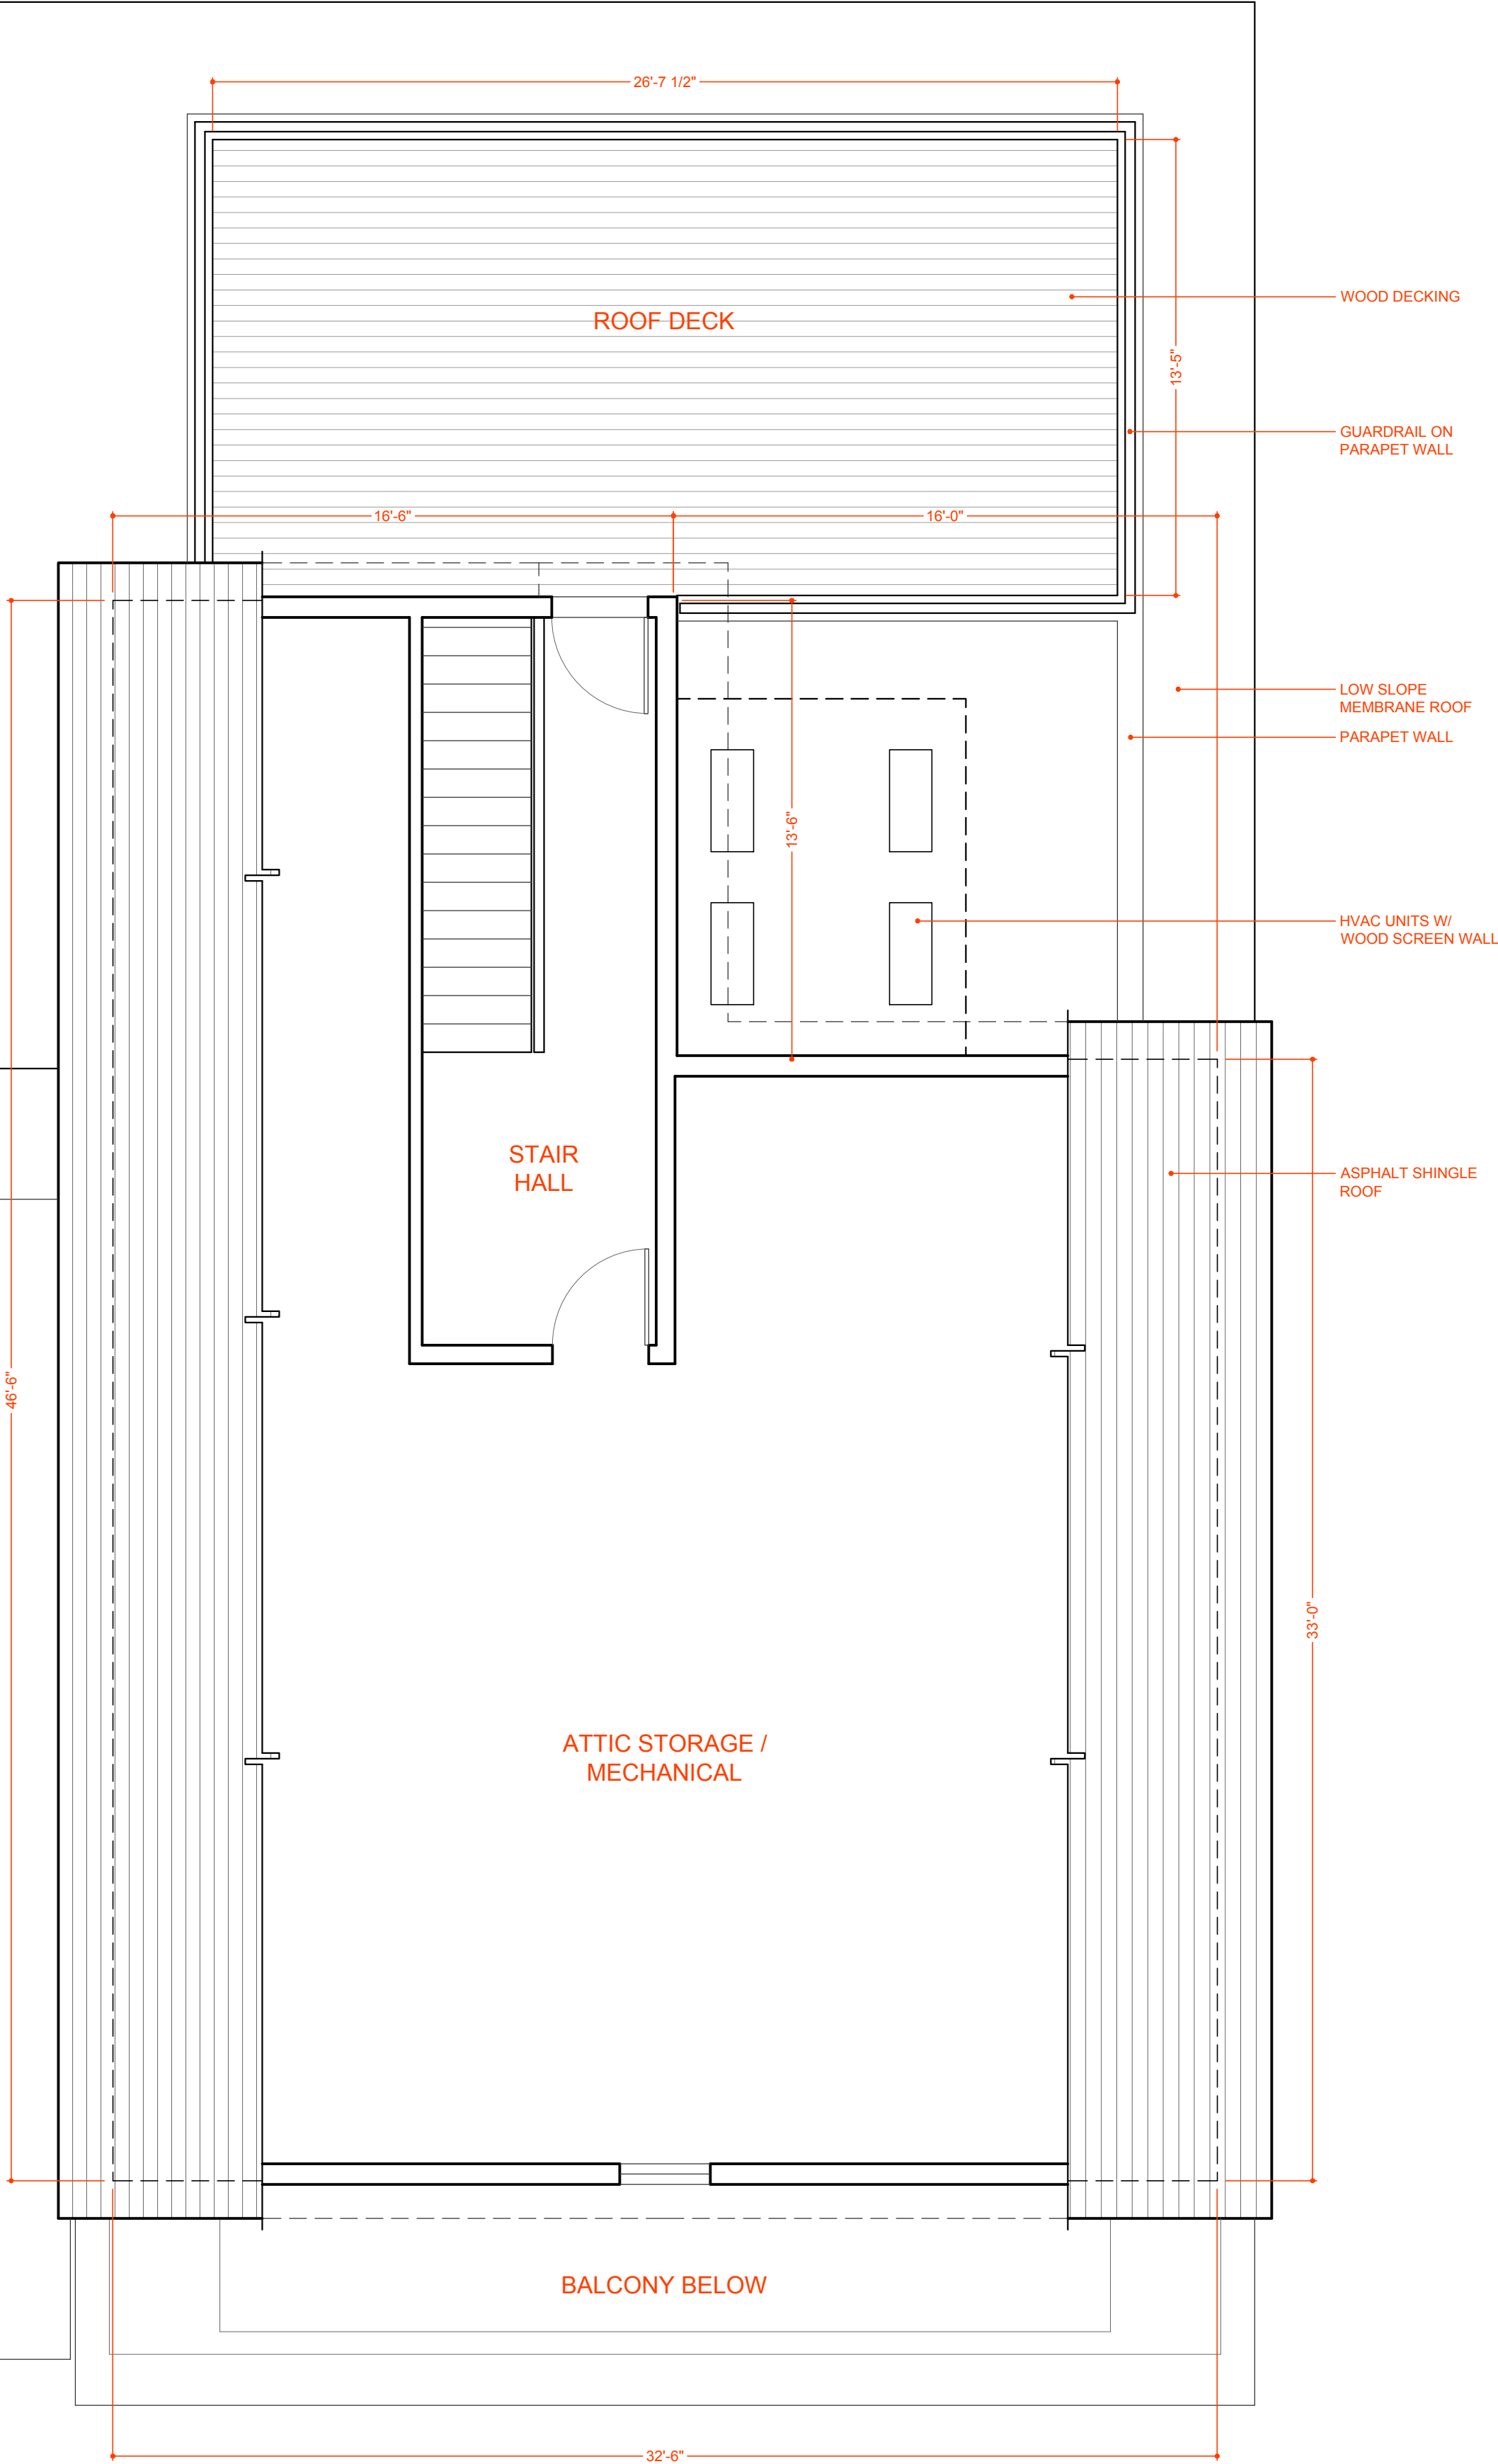 26'-7 1/2"
WOOD DECKING
ROOF DECK
13'-5"
GUARDRAIL ON
PARAPET WALL
16'-6"
16'-0"
LOW SLOPE
MEMBRANE ROOF
PARAPET WALL
13'-6"
HVAC UNITS W/
WOOD SCREEN WALL
STAIR
HALL
ASPHALT SHINGLE
ROOF
46'-6"
33'-0"
ATTIC STORAGE /
MECHANICAL
BALCONY BELOW
32'-6"